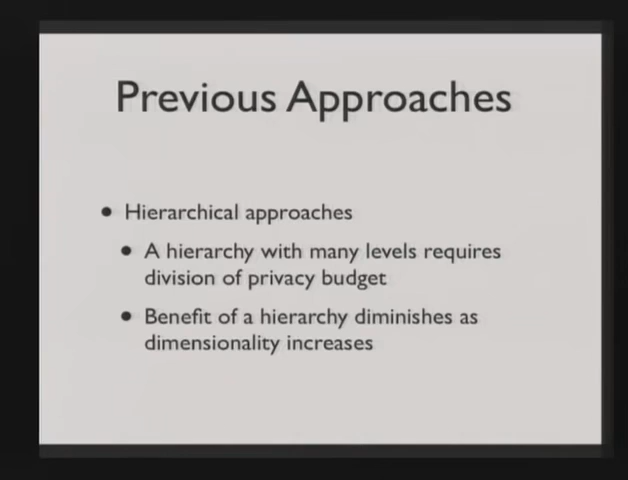 Previous Approaches
• Hierarchical approaches
• A hierarchy with many levels requires
division of privacy budget
• Benefit of a hierarchy diminishes as
dimensionality increases